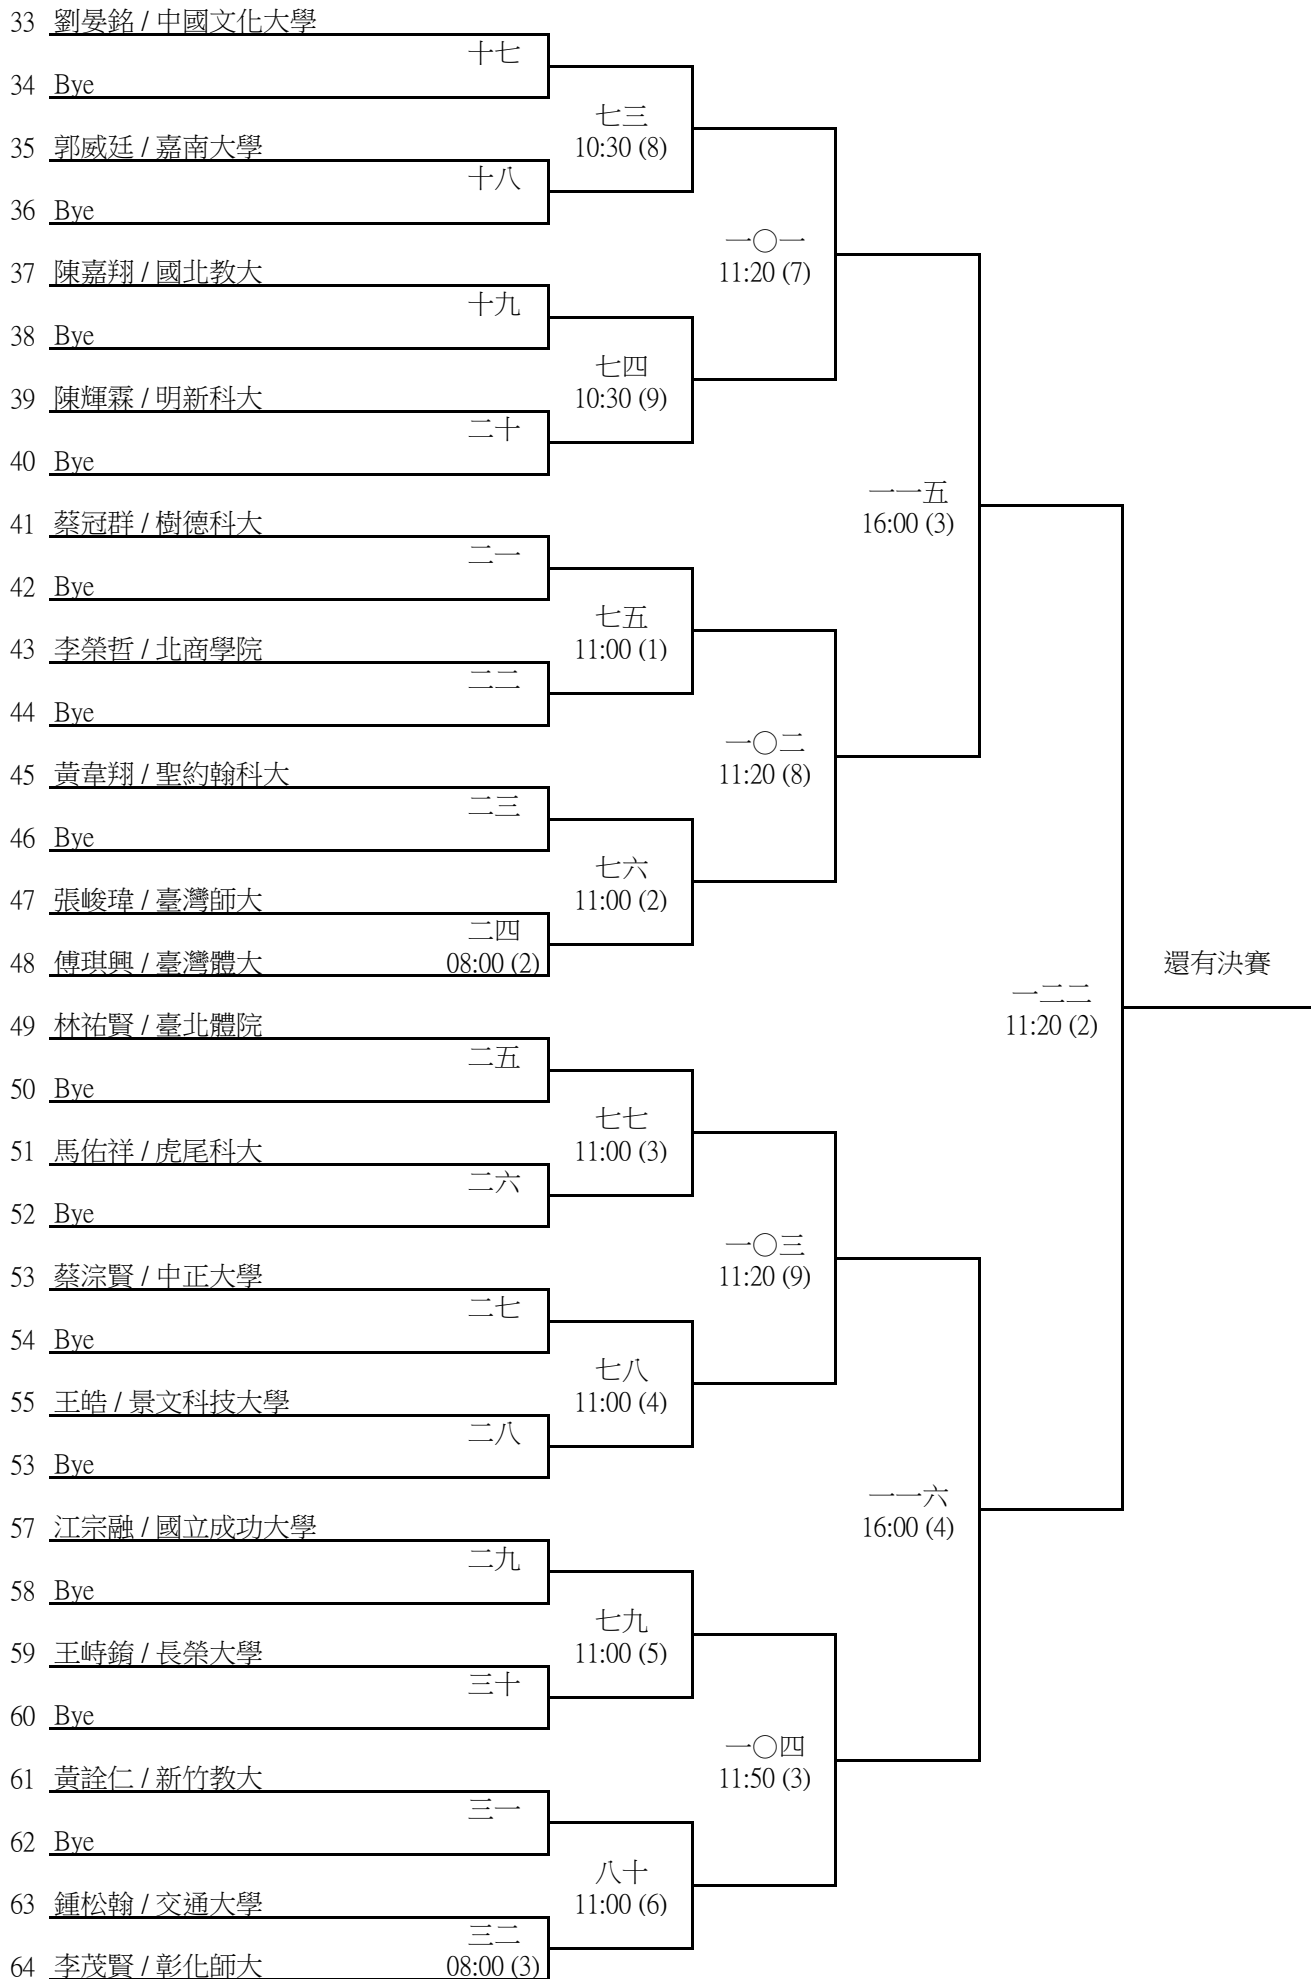 33 劉晏銘 / 中國文化大學
十七
34 Bye
七三
10:30 (8)
35 郭威廷 / 嘉南大學
十八
36 Bye
一〇一
11:20 (7)
37 陳嘉翔 / 國北教大
十九
38 Bye
七四
10:30 (9)
39 陳輝霖 / 明新科大
二十
40 Bye
一一五
16:00 (3)
41 蔡冠群 / 樹德科大
二一
42 Bye
七五
11:00 (1)
43 李榮哲 / 北商學院
二二
44 Bye
一〇二
11:20 (8)
45 黃韋翔 / 聖約翰科大
二三
46 Bye
七六
11:00 (2)
47 張峻瑋 / 臺灣師大
二四
48 傅琪興 / 臺灣體大 08:00 (2)
還有決賽
一二二
11:20 (2)
49 林祐賢 / 臺北體院
二五
50 Bye
七七
11:00 (3)
51 馬佑祥 / 虎尾科大
二六
52 Bye
一〇三
11:20 (9)
53 蔡淙賢 / 中正大學
二七
54 Bye
七八
11:00 (4)
55 王皓 / 景文科技大學
二八
53 Bye
一一六
16:00 (4)
57 江宗融 / 國立成功大學
二九
58 Bye
七九
11:00 (5)
59 王峙錥 / 長榮大學
三十
60 Bye
一〇四
11:50 (3)
61 黃詮仁 / 新竹教大
三一
62 Bye
八十
11:00 (6)
63 鍾松翰 / 交通大學
三二
64 李茂賢 / 彰化師大 08:00 (3)